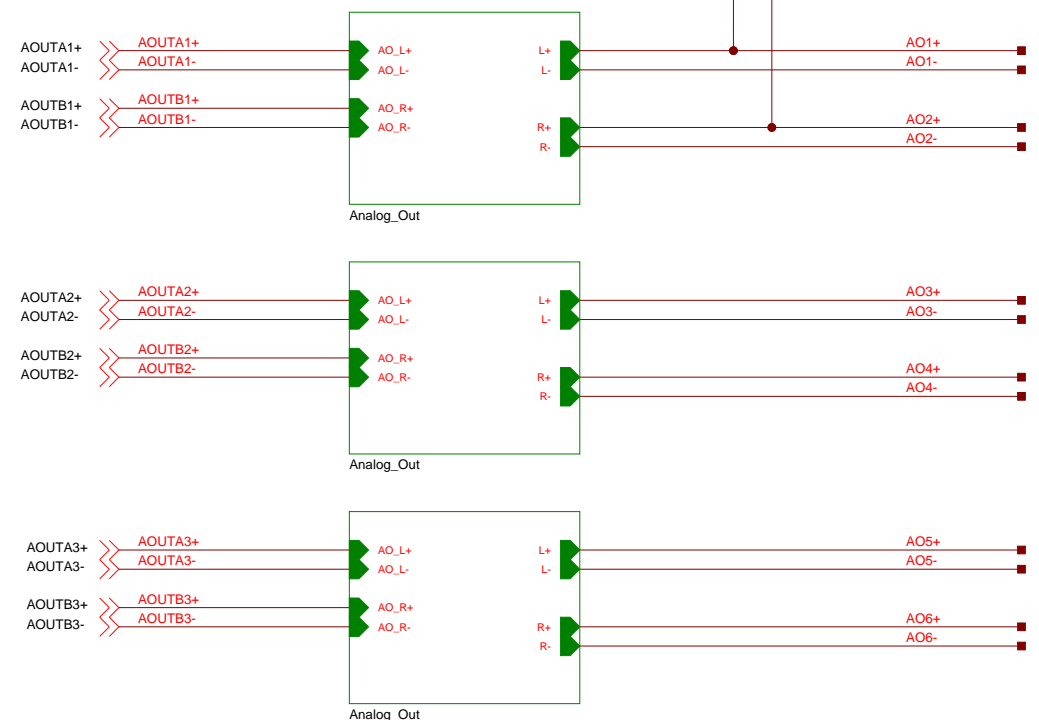 AOUTA1+ AOUTA1+ AO_L+ L+ AO1+
AOUTA1- AOUTA1- AO_L- L- AO1-
AOUTB1+ AOUTB1+ AO_R+
AOUTB1- AOUTB1- AO_R- R+ AO2+
R- AO2-
Analog_Out
AOUTA2+ AOUTA2+ AO_L+ L+ AO3+
AOUTA2- AOUTA2- AO_L- L- AO3-
AOUTB2+ AOUTB2+ AO_R+
AOUTB2- AOUTB2- AO_R- R+ AO4+
R- AO4-
Analog_Out
AOUTA3+ AOUTA3+ AO_L+ L+ AO5+
AOUTA3- AOUTA3- AO_L- L- AO5-
AOUTB3+ AOUTB3+ AO_R+
AOUTB3- AOUTB3- AO_R- R+ AO6+
R- AO6-
Analog_Out